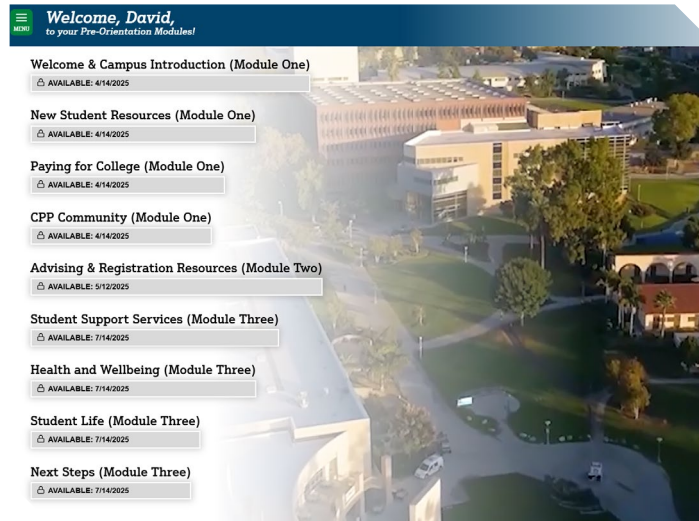 MENU
Welcome, David,
to your Pre-Orientation Modules!
Welcome & Campus Introduction (Module One)
AVAILABLE: 4/14/2025
New Student Resources (Module One)
AVAILABLE: 4/14/2025
Paying for College (Module One)
AVAILABLE: 4/14/2025
CPP Community (Module One)
AVAILABLE: 4/14/2025
Advising & Registration Resources (Module Two)
AVAILABLE: 5/12/2025
Student Support Services (Module Three)
AVAILABLE: 7/14/2025
Health and Wellbeing (Module Three)
AVAILABLE: 7/14/2025
Student Life (Module Three)
AVAILABLE: 7/14/2025
Next Steps (Module Three)
AVAILABLE: 7/14/2025